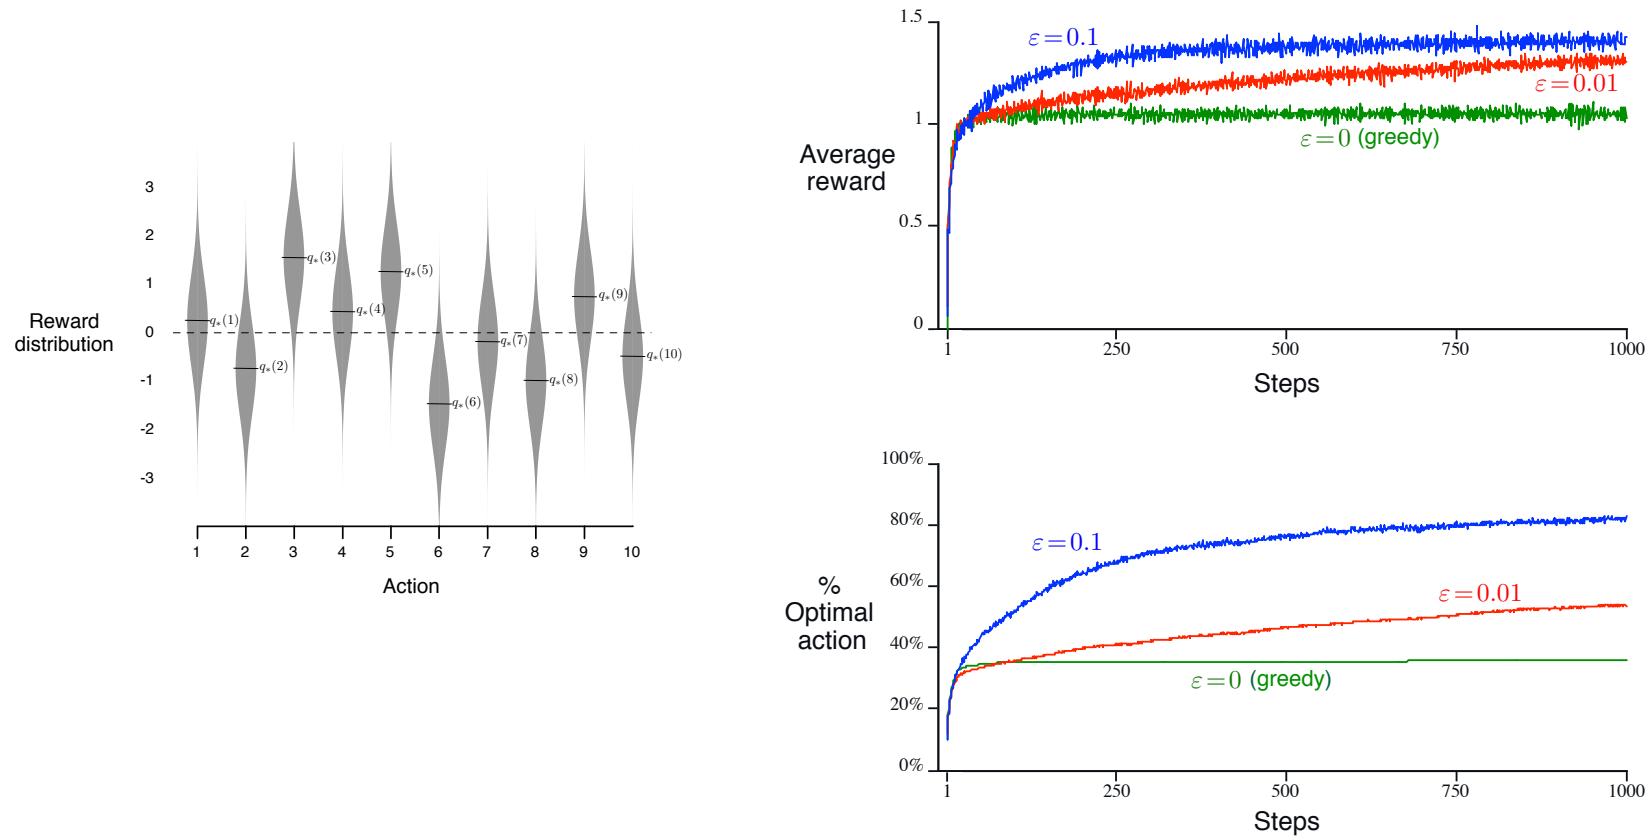 3
2
1
0
-1
-2
-3
Reward
distribution
q∗(1)
q∗(2)
q∗(3)
q∗(4)
q∗(5)
q∗(6)
q∗(7)
q∗(8)
q∗(9)
q∗(10)
1 2 3 4 5 6 7 8 9 10
Action
1.5
1
0.5
0
Average
reward
ε=0.1
ε=0.01
ε=0 (greedy)
1 250 500 750 1000
Steps
100%
80%
60%
40%
20%
0%
%
Optimal
action
ε=0.1
ε=0.01
ε=0 (greedy)
1 250 500 750 1000
Steps